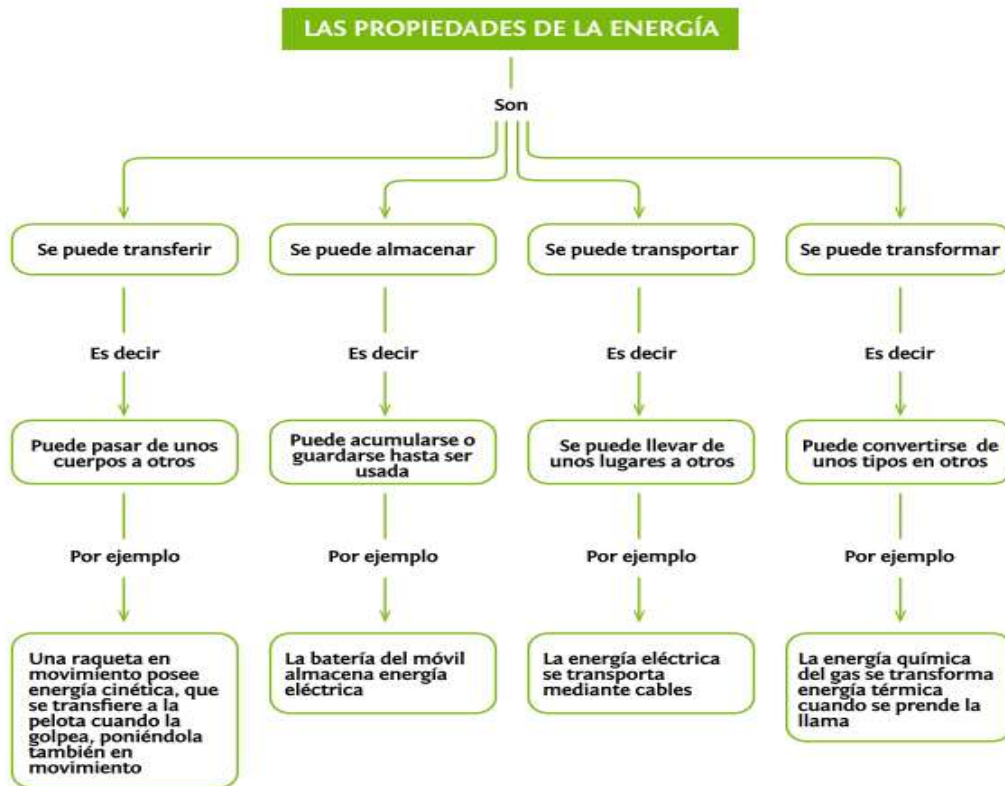 LAS PROPIEDADES DE LA ENERGÍA
Son
Se puede transferir
Se puede almacenar
Se puede transportar
Se puede transformar
Es decir
Es decir
Es decir
Es decir
Puede pasar de unos
cuerpos a otros
Puede acumularse o
guardarse hasta ser
usada
Se puede llevar de
unos lugares a otros
Puede convertirse de
unos tipos en otros
Por ejemplo
Por ejemplo
Por ejemplo
Por ejemplo
Una raqueta en
movimiento posee
energía cinética, que
se transfiere a la
pelota cuando la
golpea, poniéndola
también en
movimiento
La batería del móvil
almacena energía
eléctrica
La energía eléctrica
se transporta
mediante cables
La energía química
del gas se transforma
energía térmica
cuando se prende la
llama